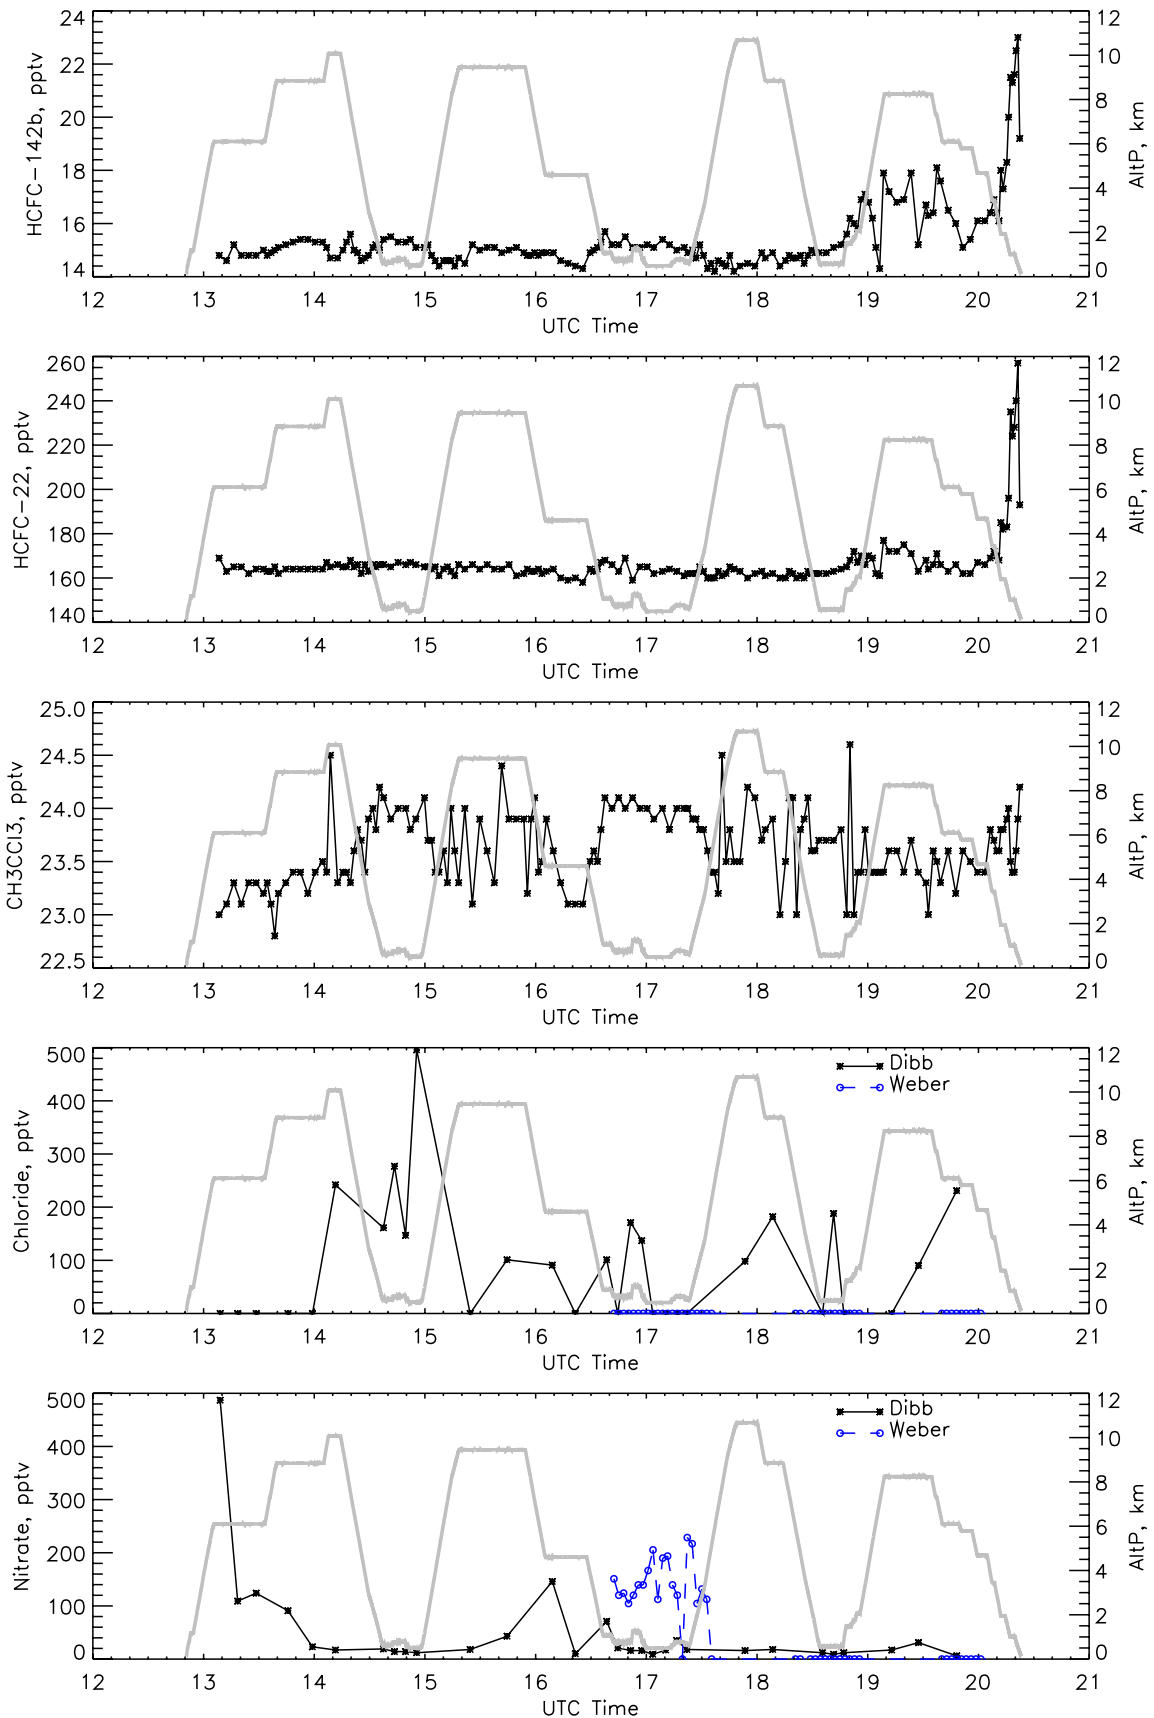 HCFC-142b, pptv
24
22
20
18
16
14
12
10
8
6
4
2
0
AltP, km
12 13 14 15 16 17 18 19 20 21
UTC Time
HCFC-22, pptv
260
240
220
200
180
160
140
12
10
8
6
4
2
0
AltP, km
12 13 14 15 16 17 18 19 20 21
UTC Time
CH3CCl3, pptv
25.0
24.5
24.0
23.5
23.0
22.5
12
10
8
6
4
2
0
AltP, km
12 13 14 15 16 17 18 19 20 21
UTC Time
Chloride, pptv
500
400
300
200
100
0
Dibb
Weber
12
10
8
6
4
2
0
AltP, km
12 13 14 15 16 17 18 19 20 21
UTC Time
Nitrate, pptv
500
400
300
200
100
0
Dibb
Weber
12
10
8
6
4
2
0
AltP, km
12 13 14 15 16 17 18 19 20 21
UTC Time